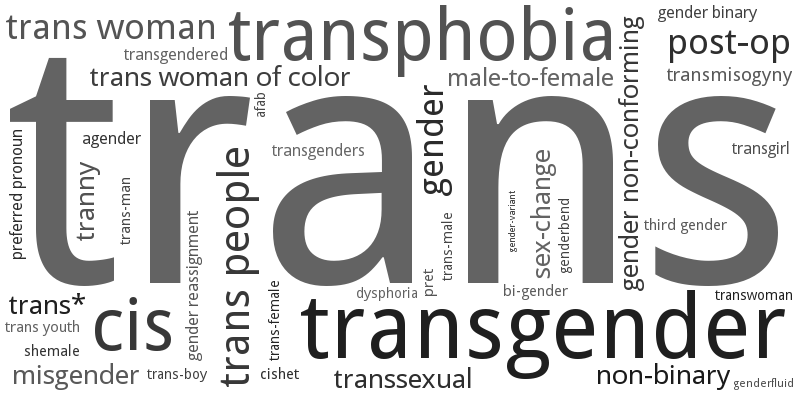 trans woman
transphobia
gender binary
post-op
transgendered
trans woman of color
male-to-female
transmisogyny
trans
afab
gender
gender non-conforming
preferred pronoun
agender
tranny
trans-man
transgenders
transgirl
trans people
gender reassignment
gender-variant
sex-change
genderbend
third gender
trans-male
pret
dysphoria
bi-gender
transwoman
trans*
trans youth
cis
trans-female
transgender
shemale
misgender
trans-boy
cishet
transsexual
non-binary
genderfluid